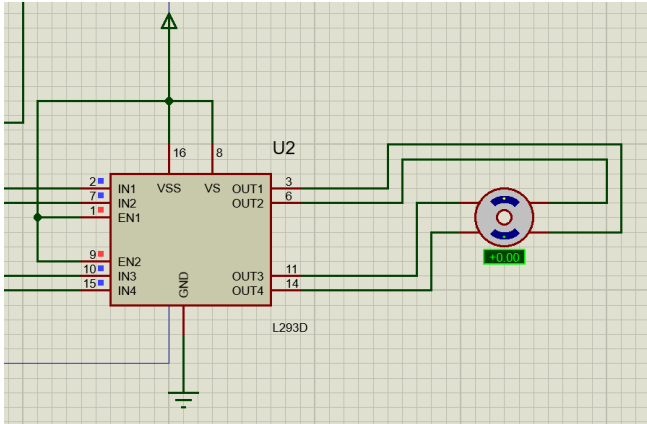 U2
16 8
2 IN1 VSS VS OUT1 3
7 IN2 OUT2 6
1 EN1
9 EN2
10 IN3 OUT3 11
15 IN4 OUT4 14
GND
+0.00
L293D